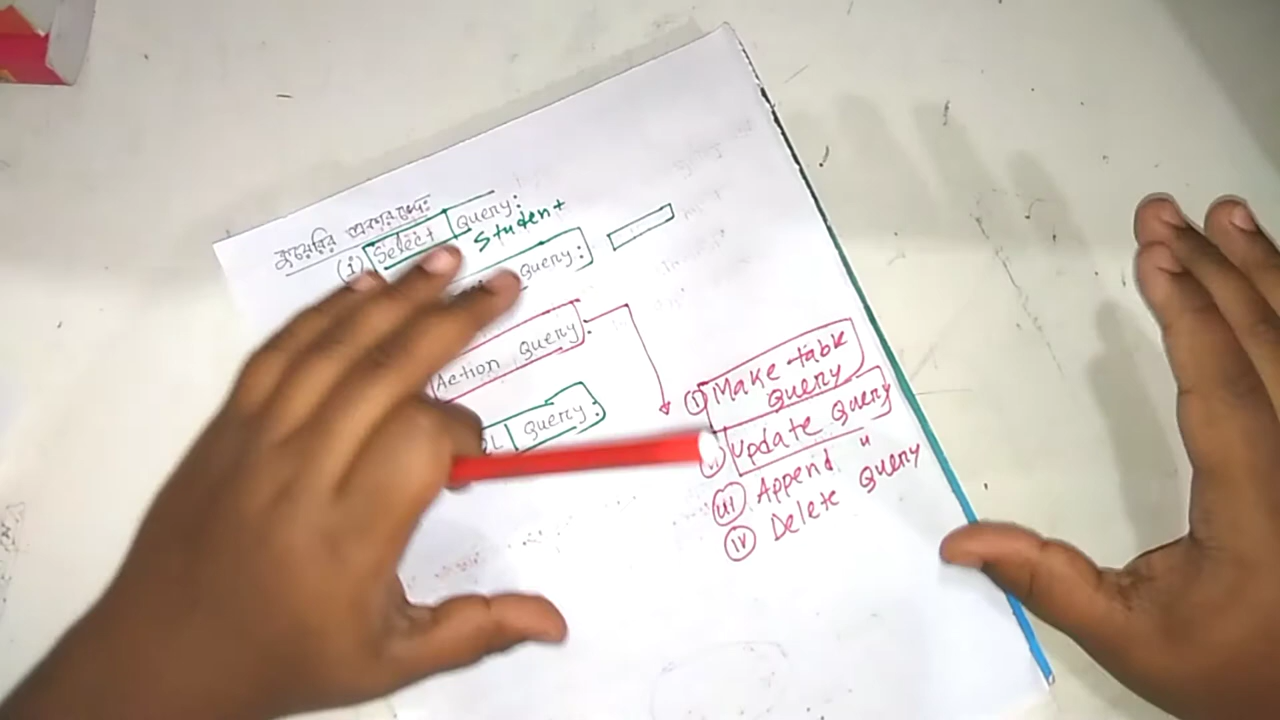 কুয়েরির প্রকারভেদ:
(i) Select Query:
Student
Query:
Action Query:
QL Query:
(i) Make table
Query
Update Query
(iii) Append "
(iv) Delete Query